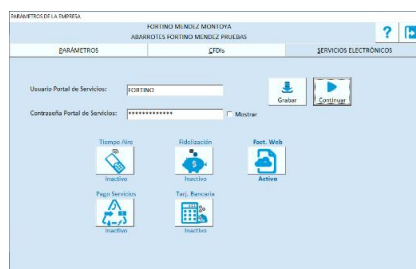 PARÁMETROS DE LA EMPRESA
FORTINO MENDEZ MONTOYA
ABARROTES FORTINO MENDEZ PRUEBAS
PARÁMETROS
CFDIs
SERVICIOS ELECTRÓNICOS
Usuario Portal de Servicios:
FORTINO
Grabar
Continuar
Contraseña Portal de Servicios:
*************
Mostrar
Tiempo Aire
Fidelización
Fact. Web
Inactivo
Inactivo
Activo
Pago Servicios
Tarj. Bancaria
Inactivo
Inactivo